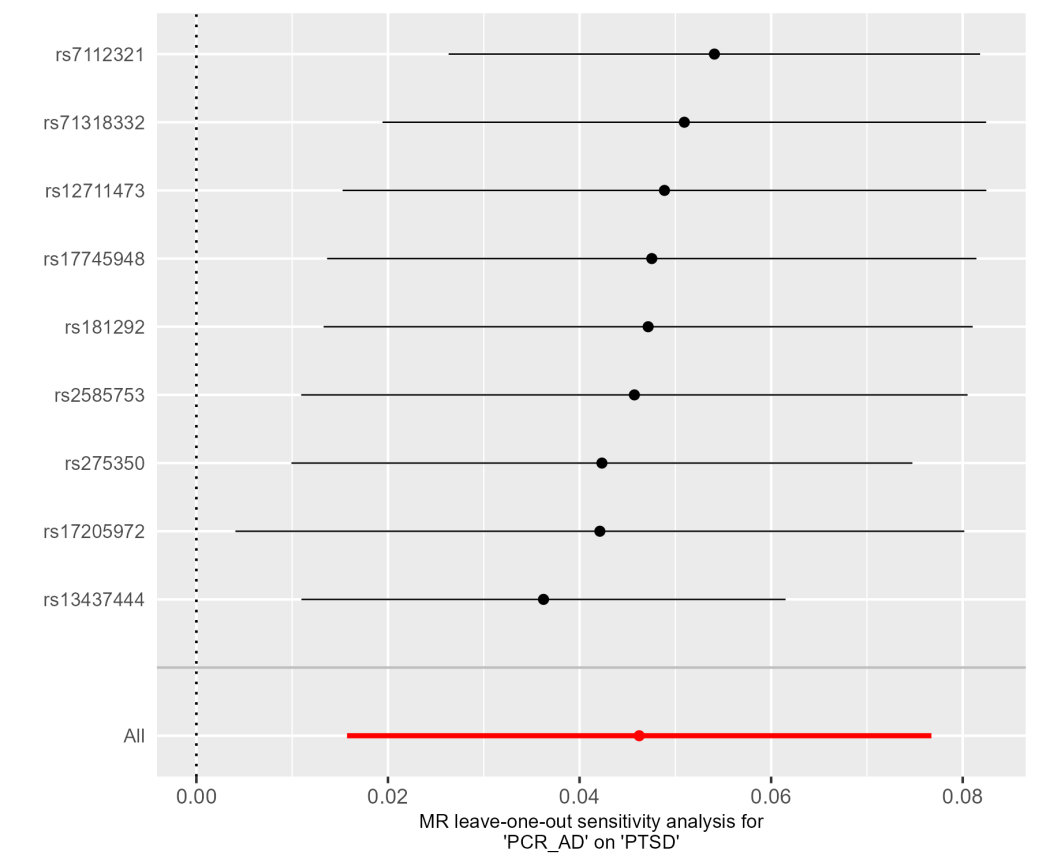 rs7112321
rs71318332
rs12711473
rs17745948
rs181292
rs2585753
rs275350
rs17205972
rs13437444
All
0.00 0.02 0.04 0.06 0.08
MR leave-one-out sensitivity analysis for
'PCR_AD' on 'PTSD'